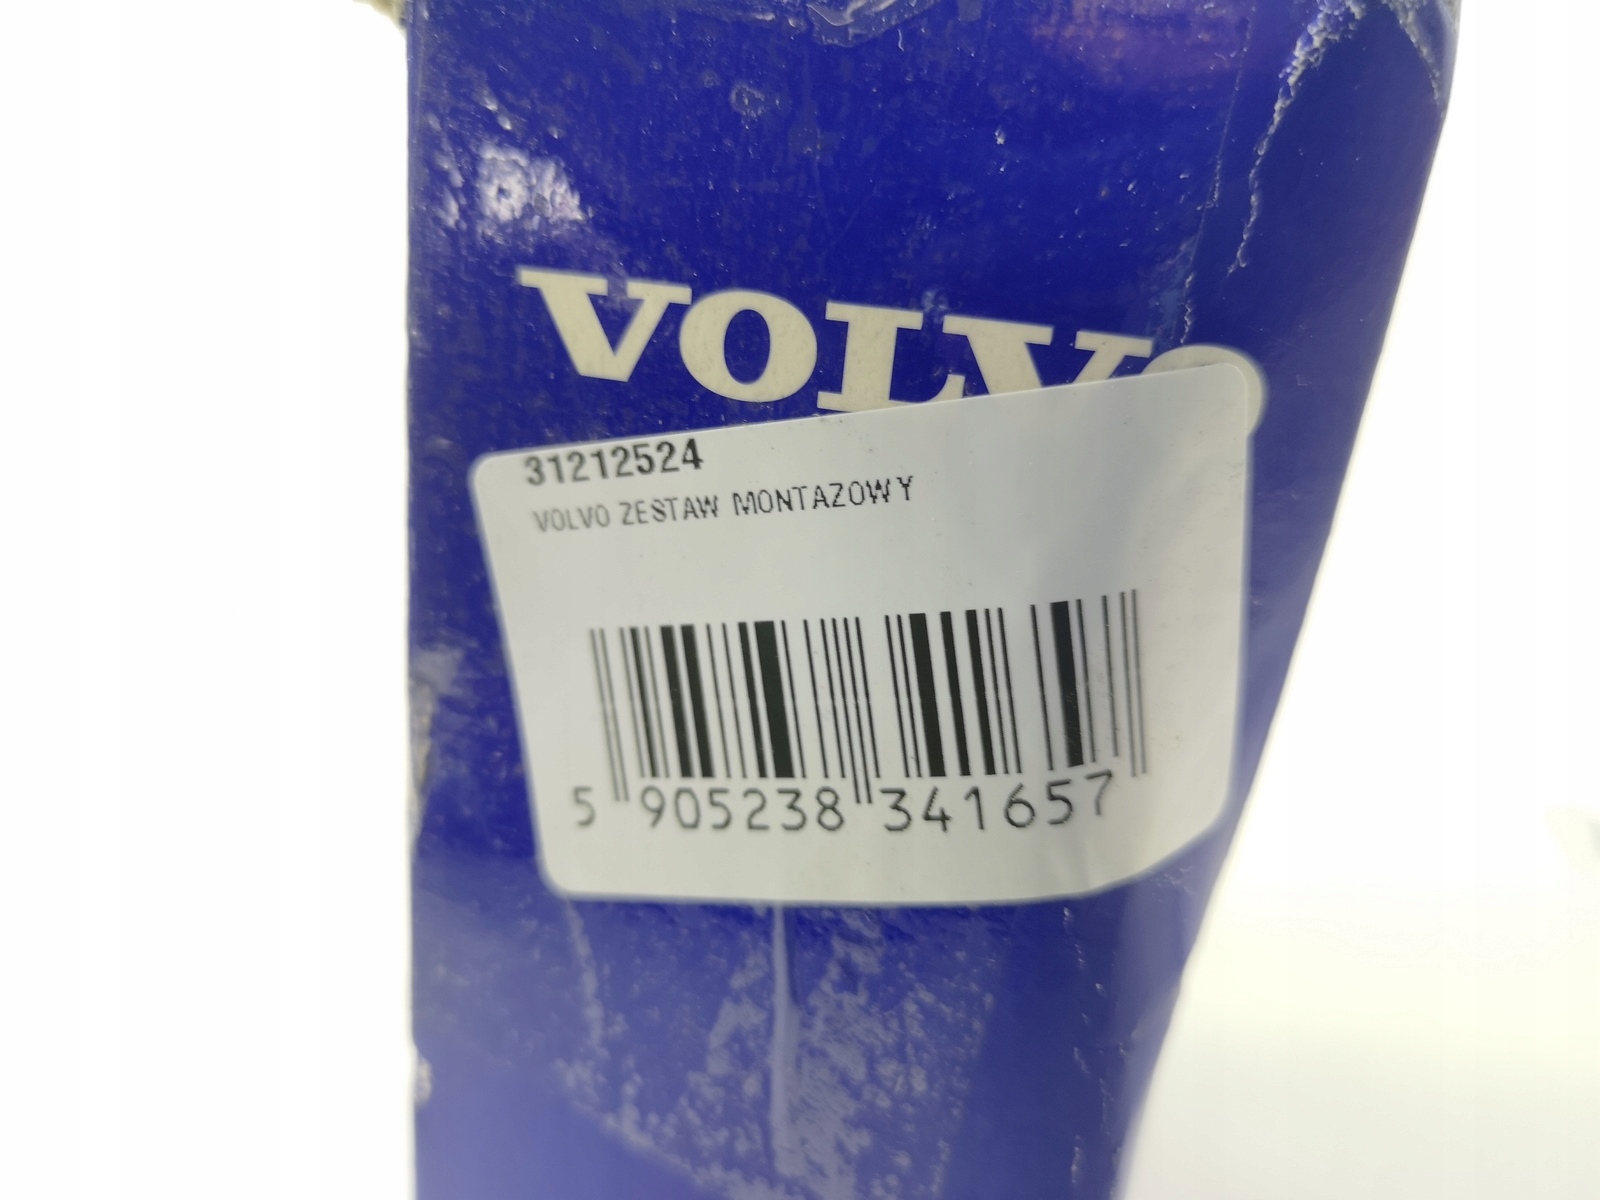 VOLVO
31212524
VOLVO ZESTAW MONTAZOWY
5 905238 341657